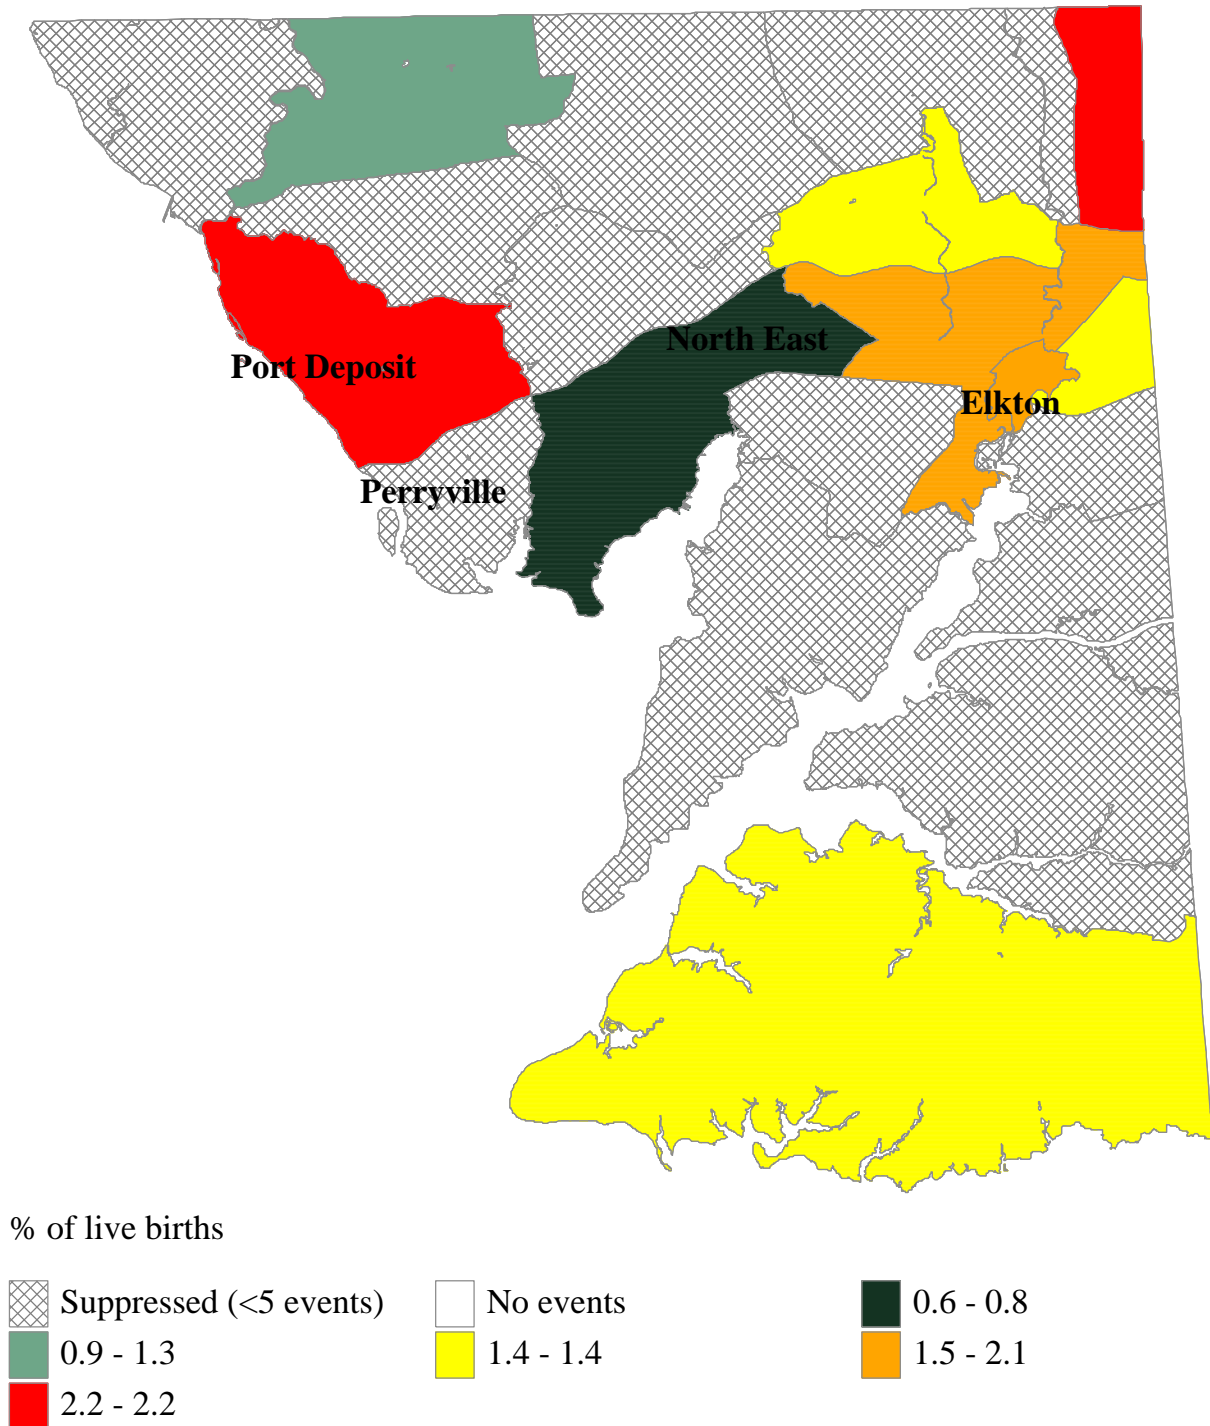 North East
Port Deposit
Elkton
Perryville
% of live births
Suppressed (<5 events)
No events
0.6 - 0.8
0.9 - 1.3
1.4 - 1.4
1.5 - 2.1
2.2 - 2.2